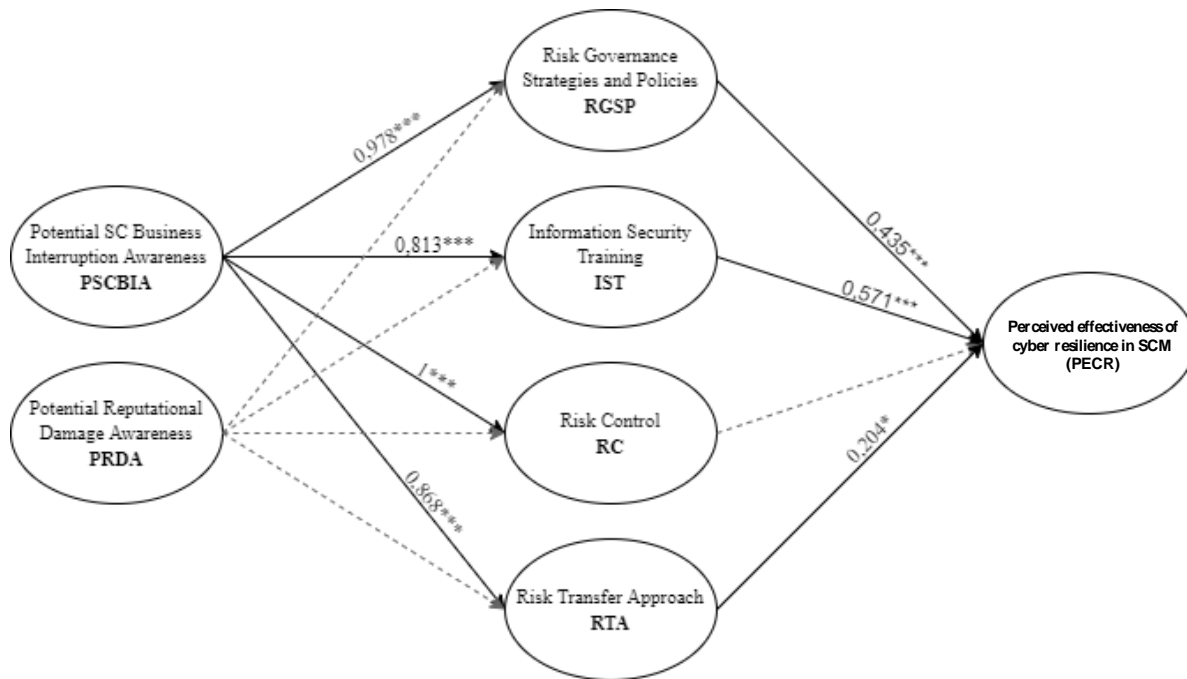 Risk Governance
Strategies and Policies
RGSP
0,978***
Potential SC Business
Interruption Awareness
PSCBIA
0,813***
Information Security
Training
IST
0,435***
0,571***
Perceived effectiveness of
cyber resilience in SCM
(PECR)
1***
Potential Reputational
Damage Awareness
PRDA
Risk Control
RC
0,204*
0,868***
Risk Transfer Approach
RTA